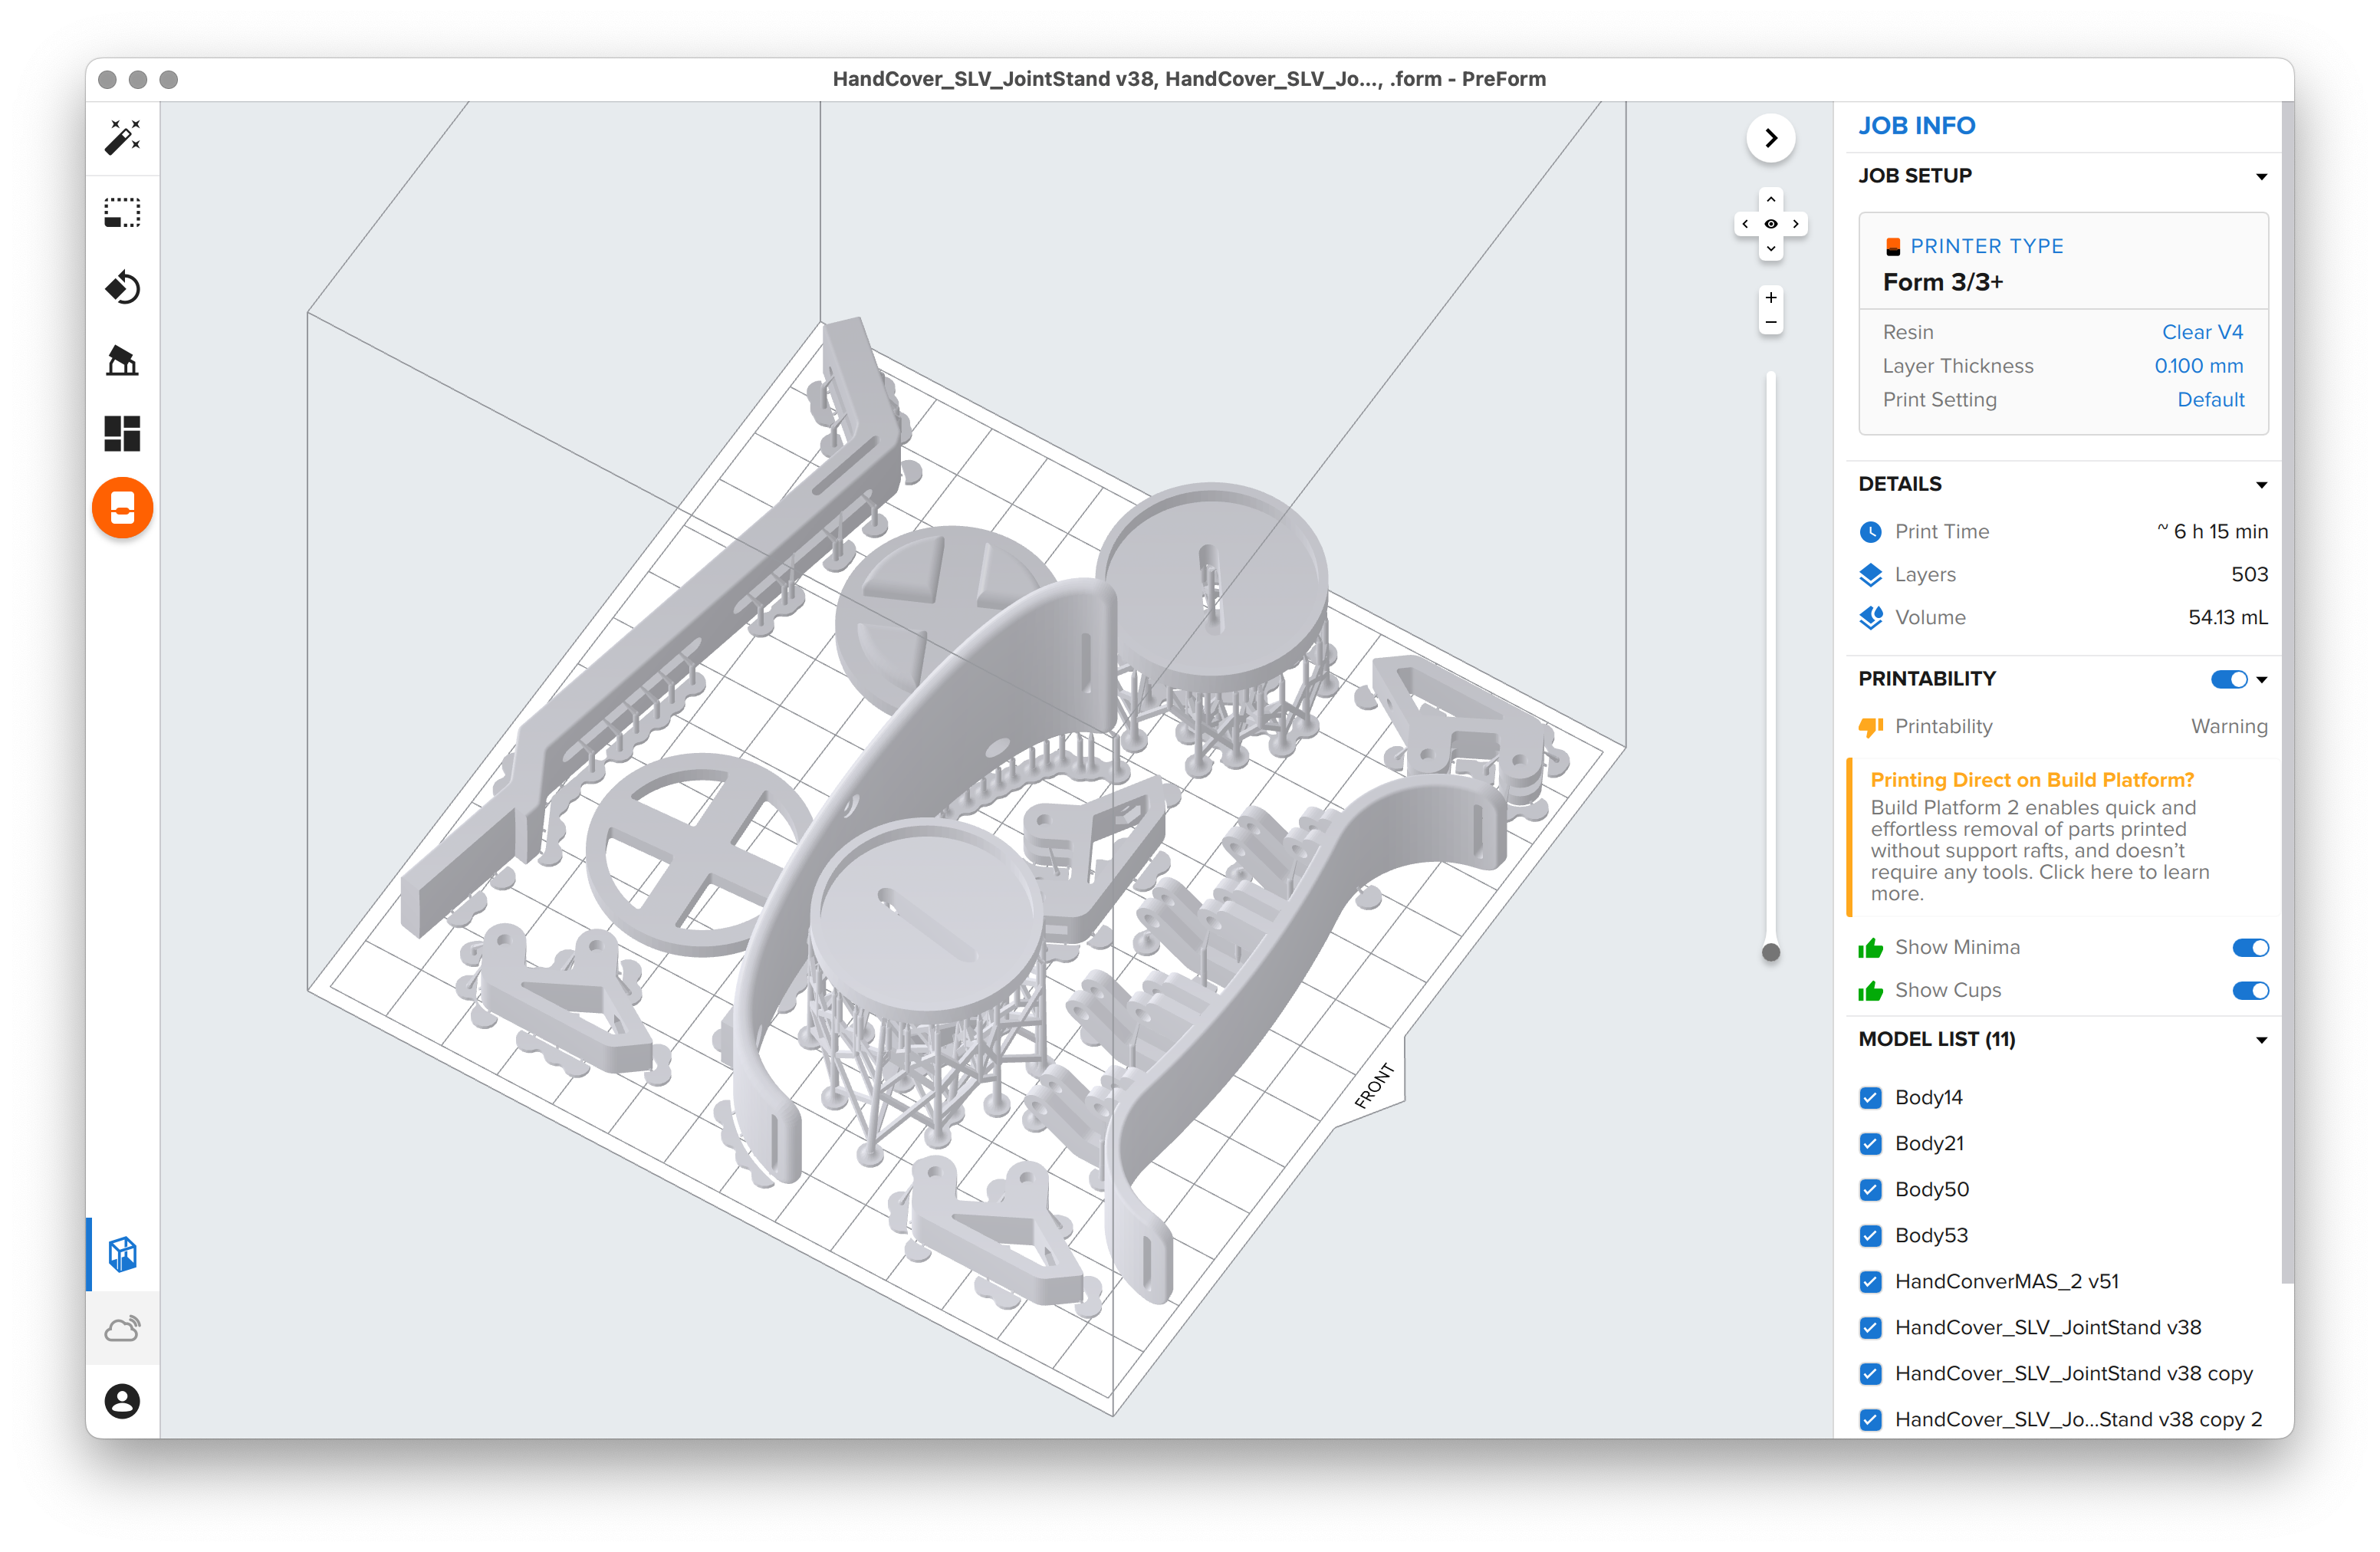 HandCover_SLV_JointStand v38, HandCover_SLV_Jo..., .form - PreForm
FRONT
JOB INFO
JOB SETUP
PRINTER TYPE
Form 3/3+
Resin Clear V4
Layer Thickness 0.100 mm
Print Setting Default
DETAILS
Print Time ~ 6 h 15 min
Layers 503
Volume 54.13 mL
PRINTABILITY
Printability Warning
Printing Direct on Build Platform?
Build Platform 2 enables quick and
effortless removal of parts printed
without support rafts, and doesn't
require any tools. Click here to learn
more.
Show Minima
Show Cups
MODEL LIST (11)
Body14
Body21
Body50
Body53
HandConverMAS_2 v51
HandCover_SLV_JointStand v38
HandCover_SLV_JointStand v38 copy
HandCover_SLV_Jo...Stand v38 copy 2